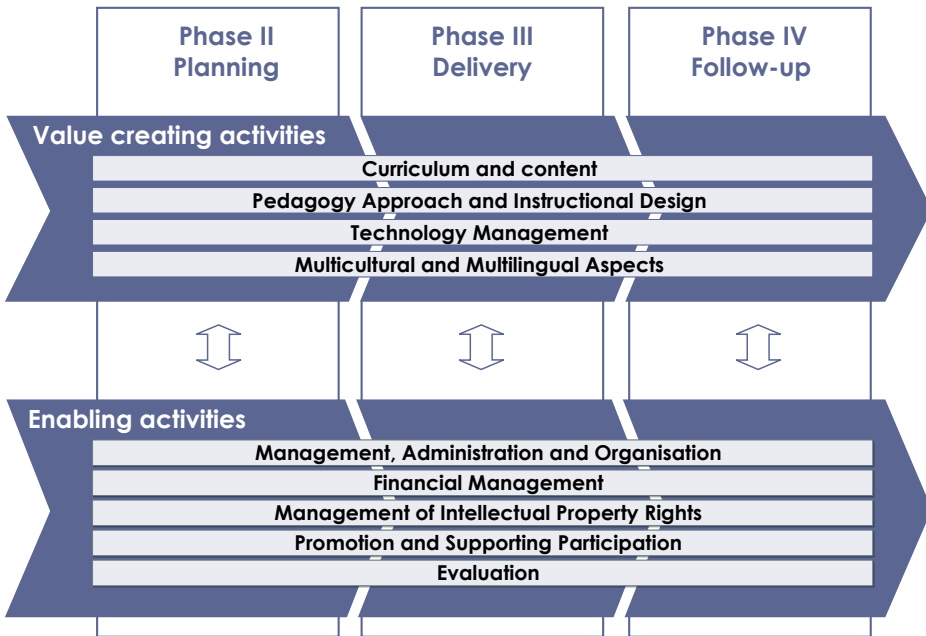 Phase II
Planning
Phase III
Delivery
Phase IV
Follow-up
Value creating activities
Curriculum and content
Pedagogy Approach and Instructional Design
Technology Management
Multicultural and Multilingual Aspects
Enabling activities
Management, Administration and Organisation
Financial Management
Management of Intellectual Property Rights
Promotion and Supporting Participation
Evaluation